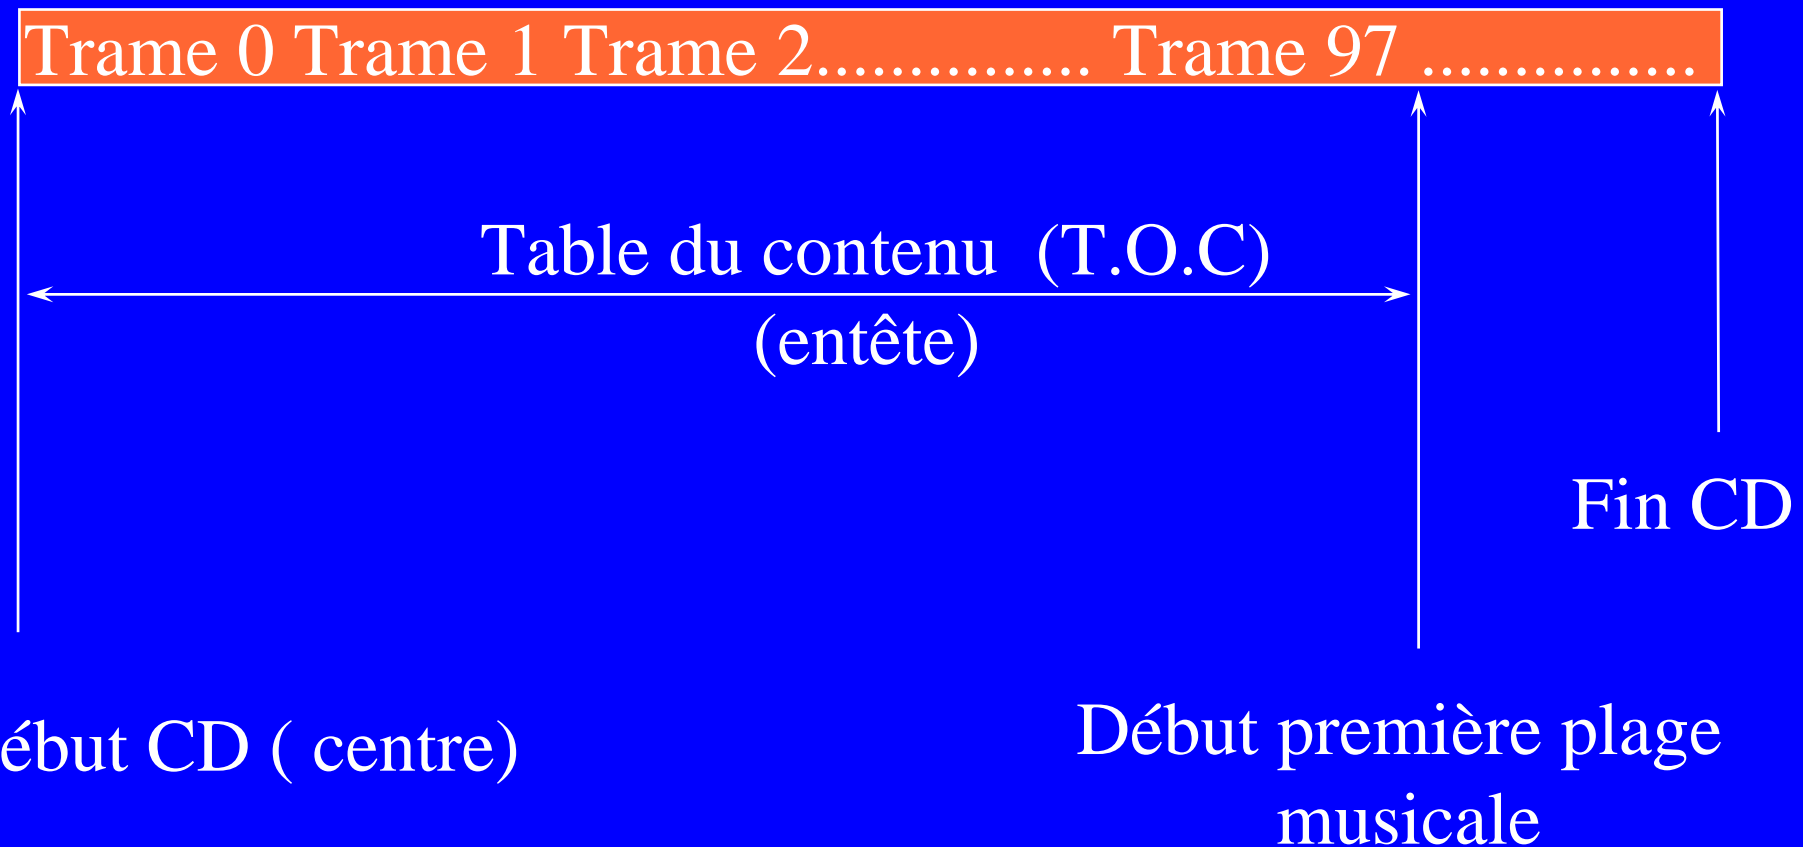 Trame 0 Trame 1 Trame 2............... Trame 97 ...............
Table du contenu (T.O.C)
(entête)
Fin CD
ébut CD ( centre)
Début première plage
musicale